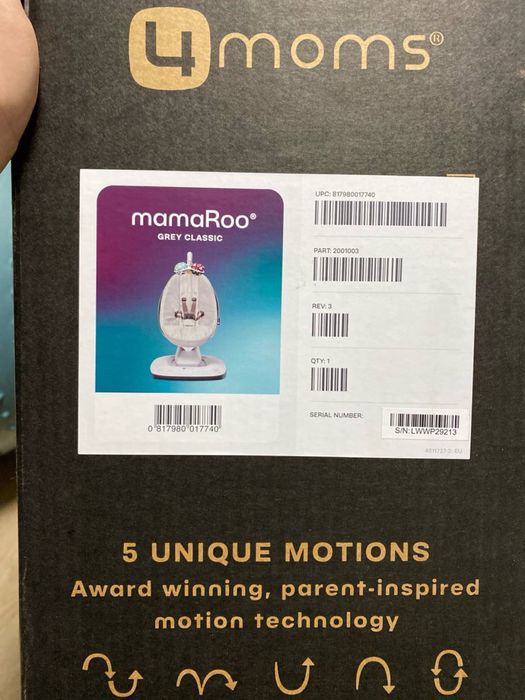 4moms®
mamaRoo®
GREY CLASSIC
UPC: 817980017740
PART: 2001003
REV: 3
QTY: 1
SERIAL NUMBER:
S/N: LWWP29213
0 817980 017740
5 UNIQUE MOTIONS
Award winning, parent-inspired
motion technology